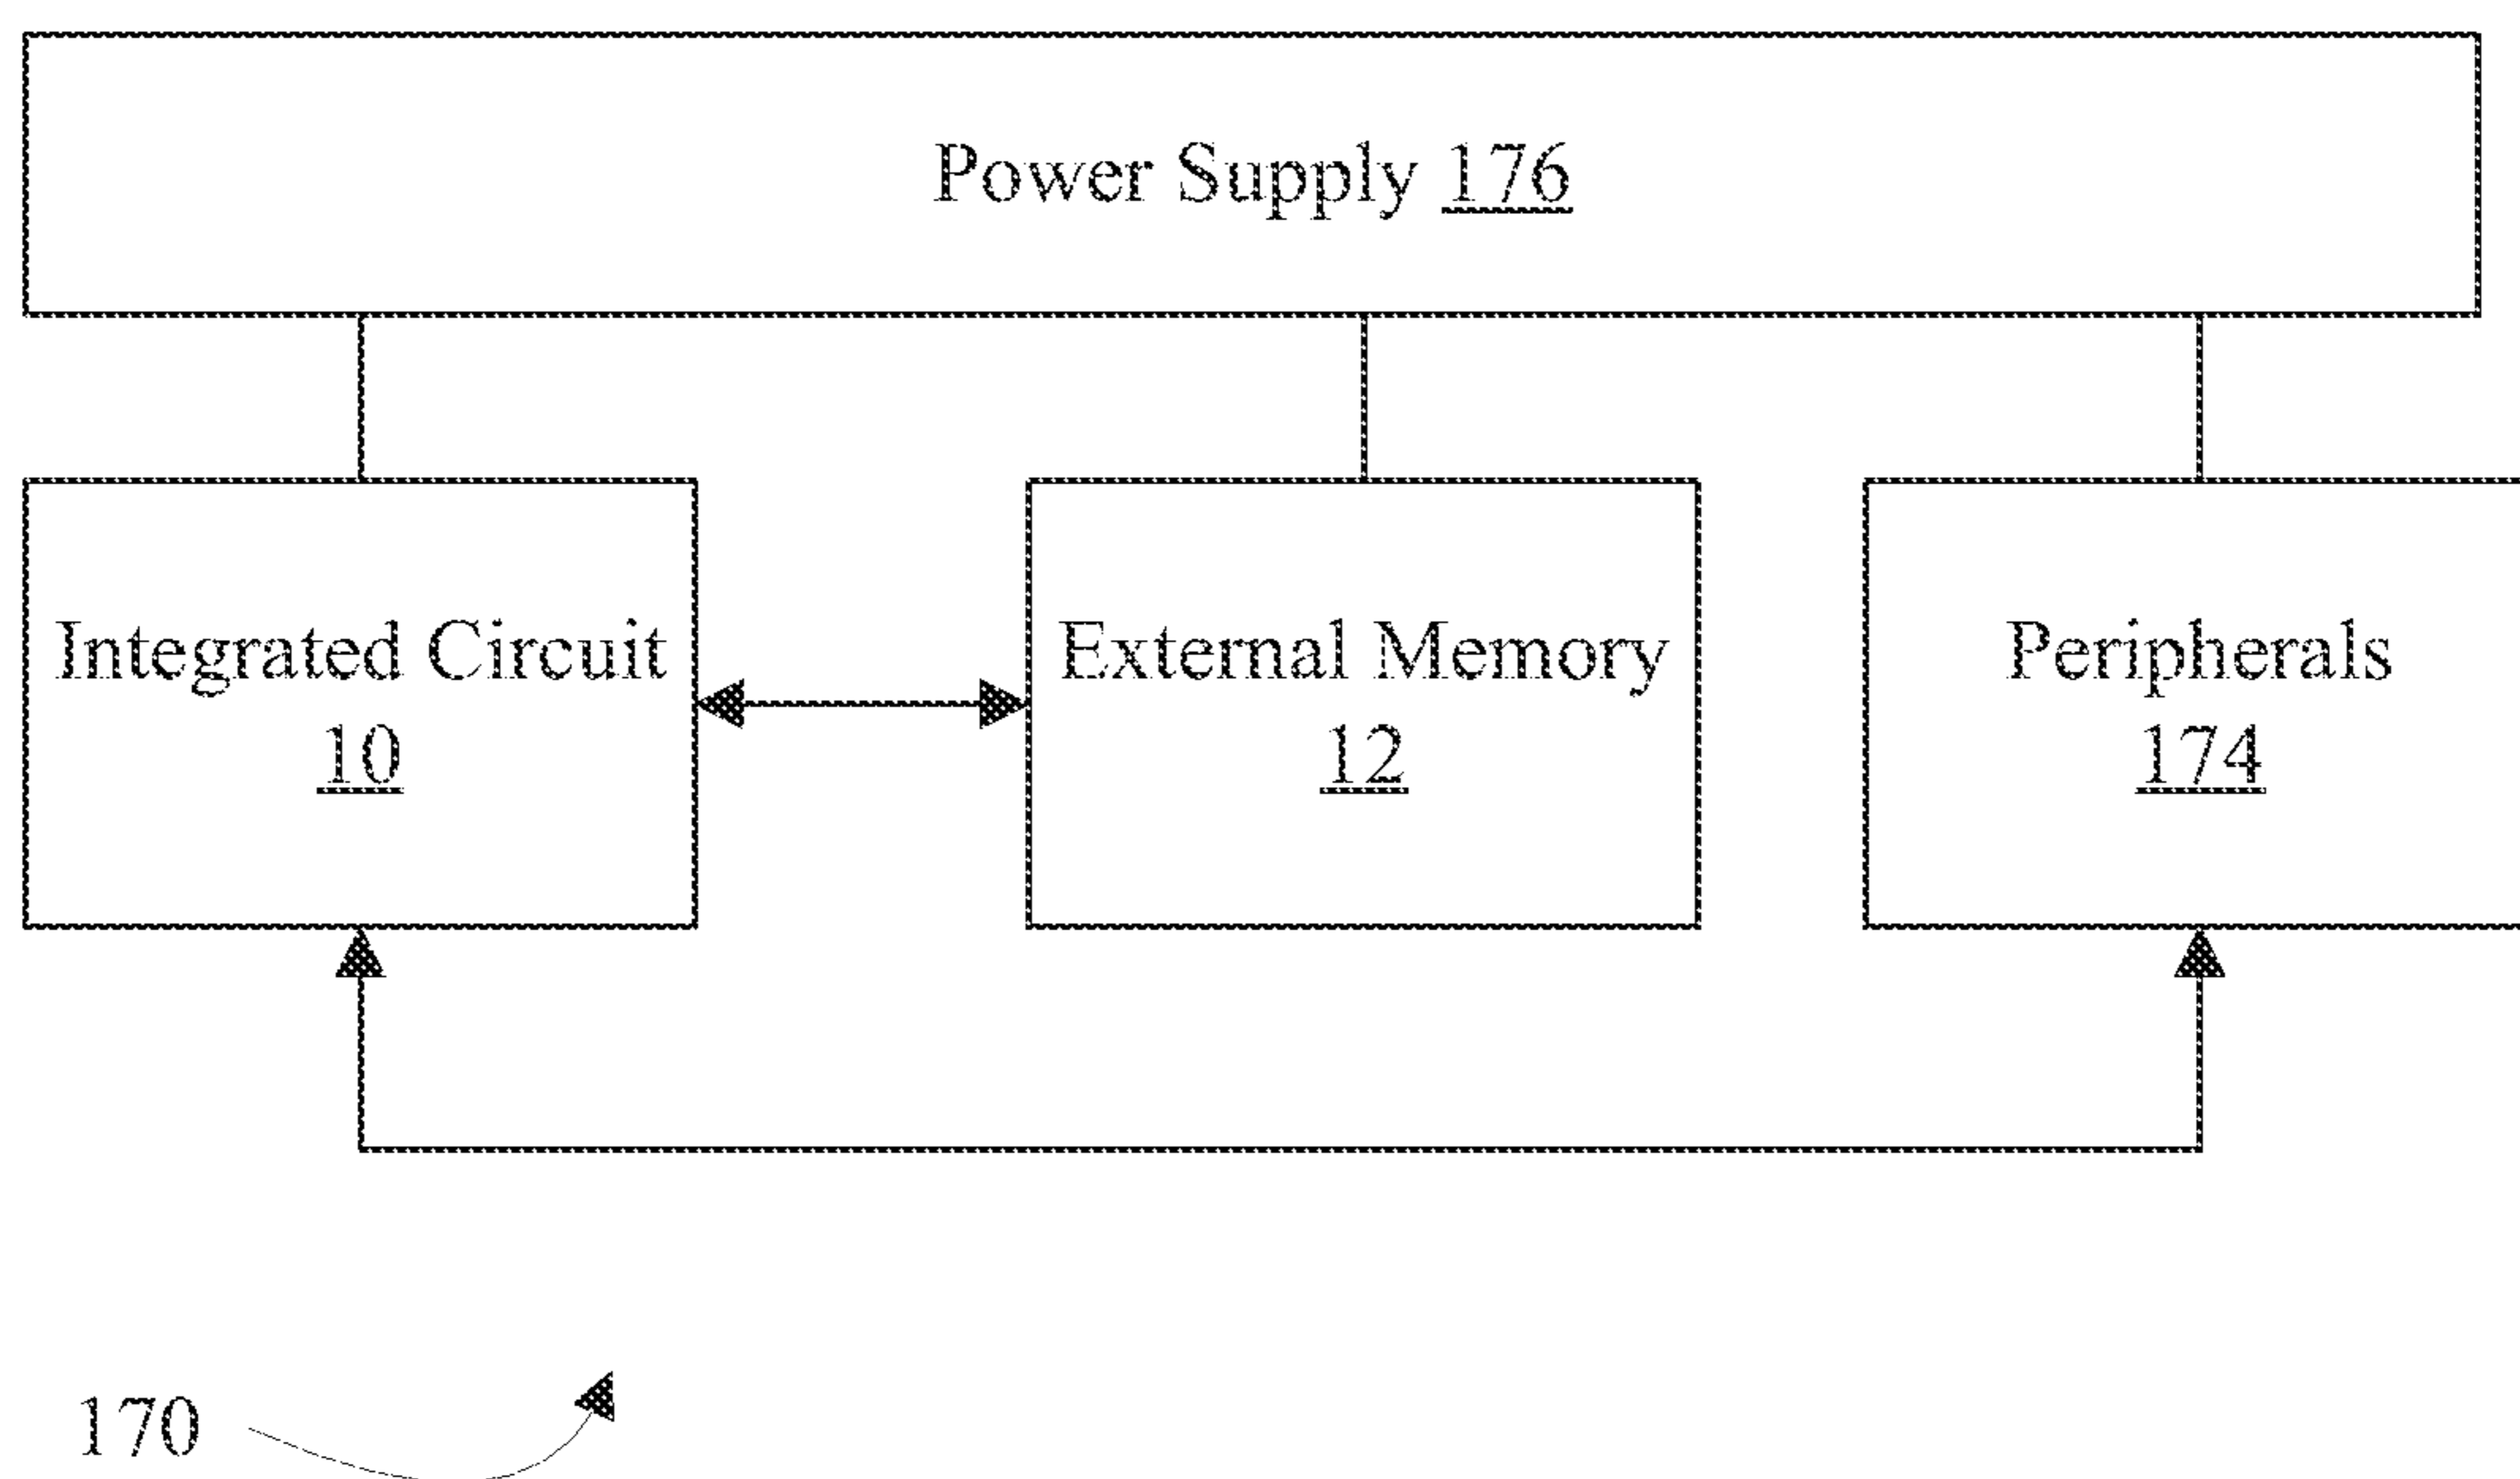 Power Supply 176
Integrated Circuit
10
External Memory
12
Peripherals
174
170